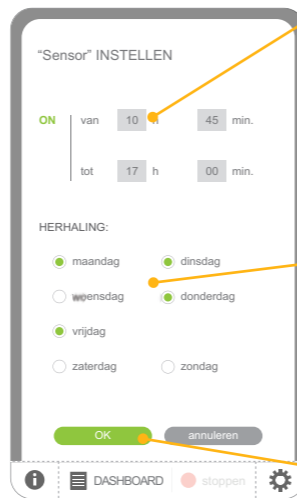 “Sensor” INSTELLEN
ON van 10 h 45 min.
tot 17 h 00 min.
HERHALING:
maandag dinsdag
woensdag donderdag
vrijdag
zaterdag zondag
OK annuleren
i DASHBOARD stoppen